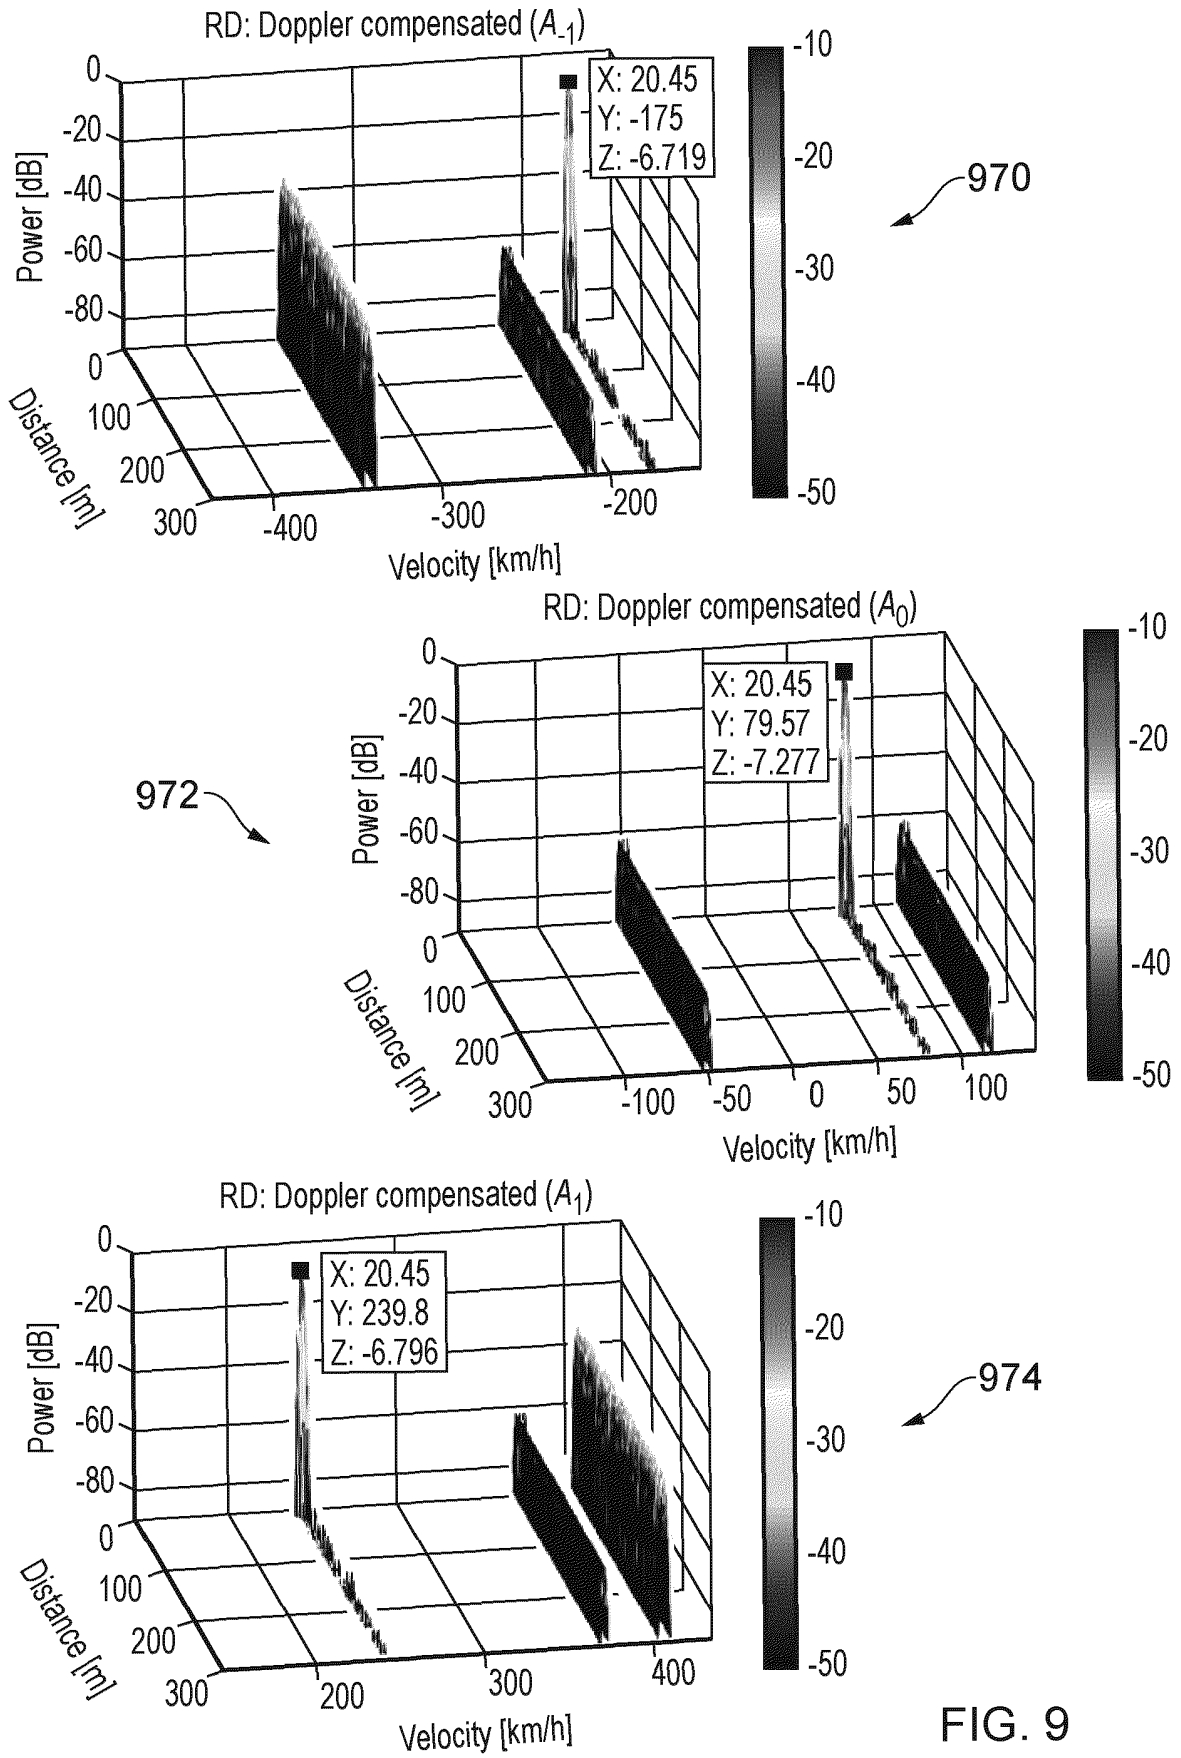 RD: Doppler compensated (A-1)
0
-20
-40
-60
-80
Power [dB]
0
100
200
300
Distance [m]
-400
-300
-200
Velocity [km/h]
X: 20.45
Y: -175
Z: -6.719
-10
-20
-30
-40
-50
970
RD: Doppler compensated (A0)
0
-20
-40
-60
-80
Power [dB]
0
100
200
300
Distance [m]
-100
-50
0
50
100
Velocity [km/h]
X: 20.45
Y: 79.57
Z: -7.277
-10
-20
-30
-40
-50
972
RD: Doppler compensated (A1)
0
-20
-40
-60
-80
Power [dB]
0
100
200
300
Distance [m]
200
300
400
Velocity [km/h]
X: 20.45
Y: 239.8
Z: -6.796
-10
-20
-30
-40
-50
974
FIG. 9